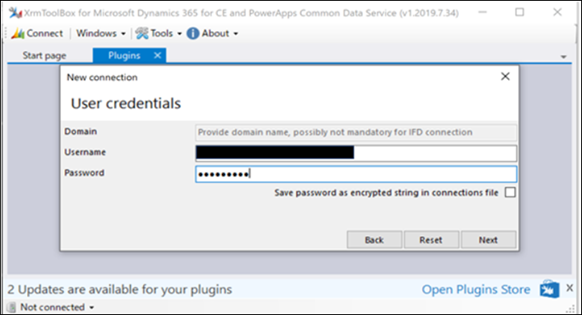 XrmToolBox for Microsoft Dynamics 365 for CE and PowerApps Common Data Service (v1.2019.7.34)
Connect Windows Tools About
Start page Plugins
New connection
User credentials
Domain Provide domain name, possibly not mandatory for IFD connection
Username
Password •••••••••
Save password as encrypted string in connections file
Back Reset Next
2 Updates are available for your plugins Open Plugins Store
Not connected